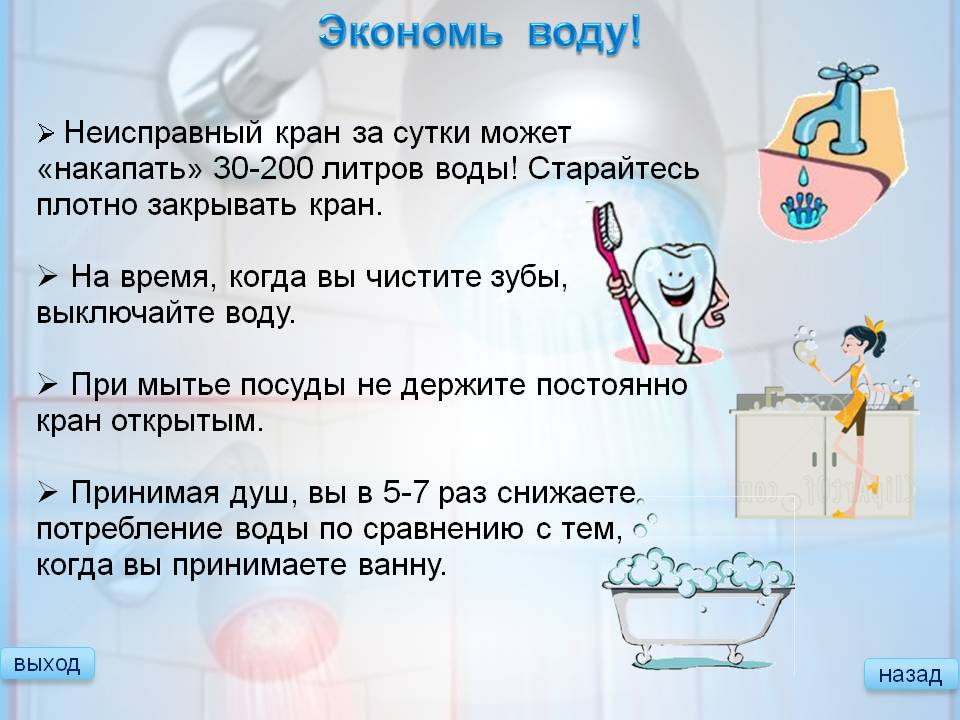 Экономь воду!
➢ Неисправный кран за сутки может
«накапать» 30-200 литров воды! Старайтесь
плотно закрывать кран.
➢ На время, когда вы чистите зубы,
выключайте воду.
➢ При мытье посуды не держите постоянно
кран открытым.
➢ Принимая душ, вы в 5-7 раз снижаете
потребление воды по сравнению с тем,
когда вы принимаете ванну.
выход
назад